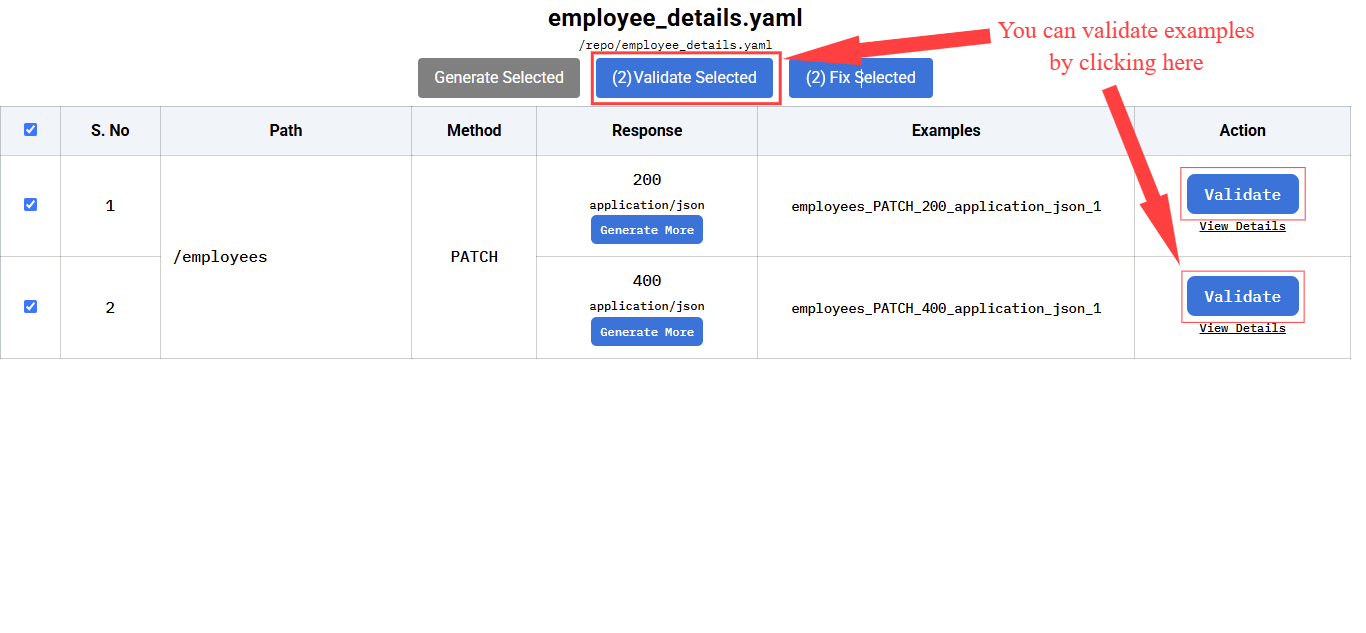 employee_details.yaml
/repo/employee_details.yaml
You can validate examples
by clicking here
Generate Selected
(2) Validate Selected
(2) Fix Selected
S. No
Path
Method
Response
Examples
Action
1
/employees
PATCH
200
application/json
Generate More
employees_PATCH_200_application_json_1
Validate
View Details
2
400
application/json
Generate More
employees_PATCH_400_application_json_1
Validate
View Details